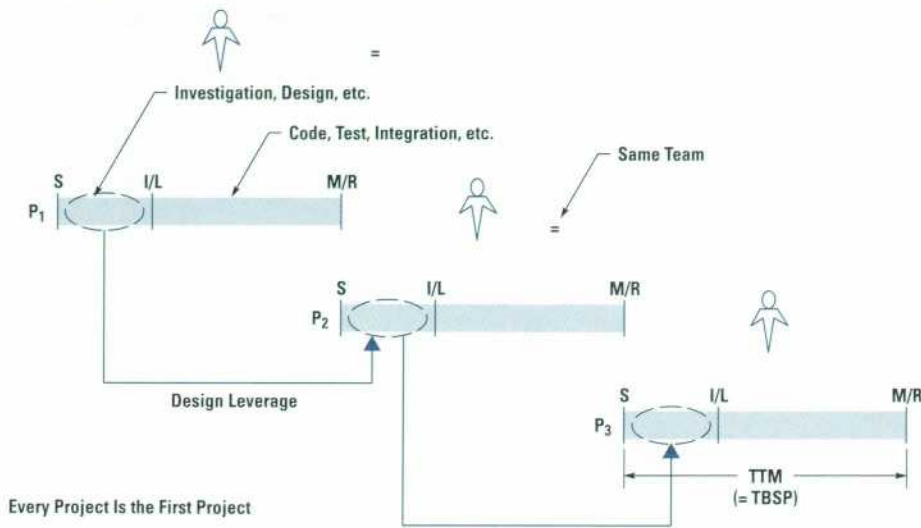 =
Investigation, Design, etc.
Code, Test, Integration, etc.
Same Team
S I/L M/R
P1
=
S I/L M/R
P2
Design Leverage
S I/L M/R
P3
TTM
(= TBSP)
Every Project Is the First Project